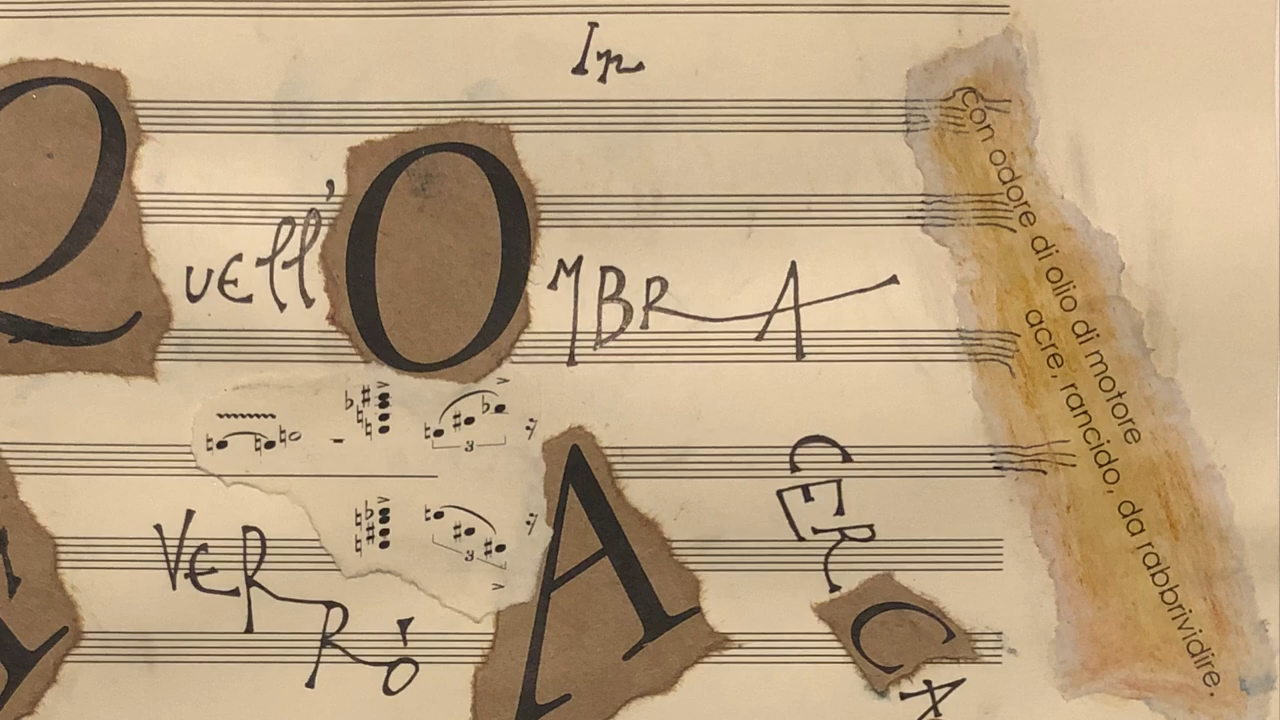 In
Quell'OMBRA
VERRÒ A CERCA
con odore di olio di motore
acre, rancido, da rabbrividire.